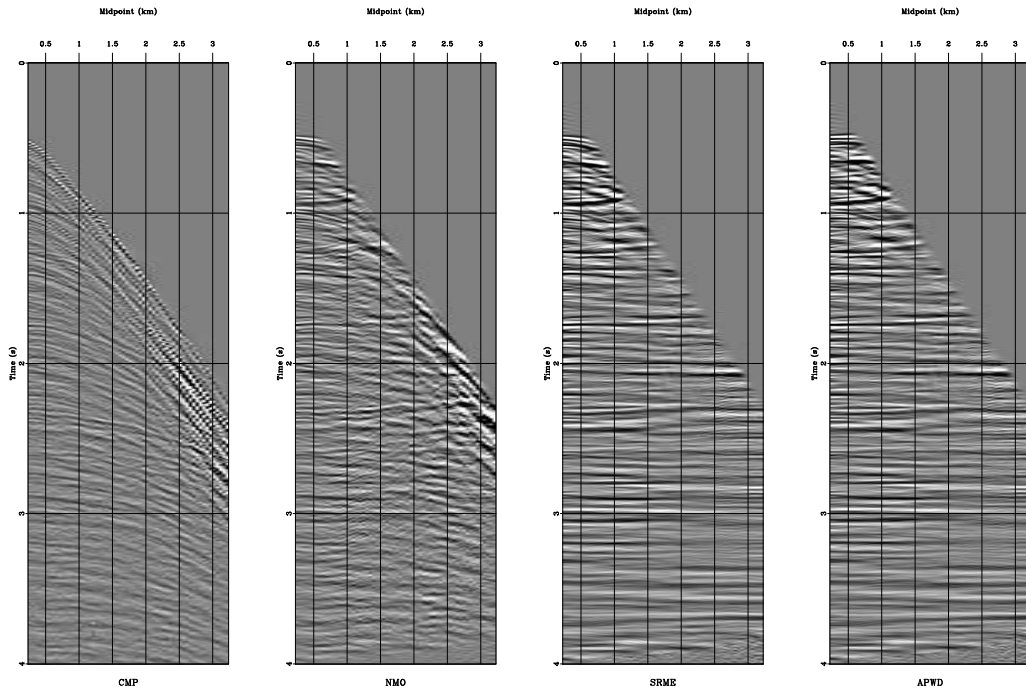 Midpoint (km) Midpoint (km) Midpoint (km) Midpoint (km)
0.5 1 1.5 2 2.5 3 0.5 1 1.5 2 2.5 3 0.5 1 1.5 2 2.5 3 0.5 1 1.5 2 2.5 3
0 0 0 0
1 1 1 1
Time (s) Time (s) Time (s) Time (s)
2 2 2 2
3 3 3 3
4 4 4 4
CMP NMO SRME APWD